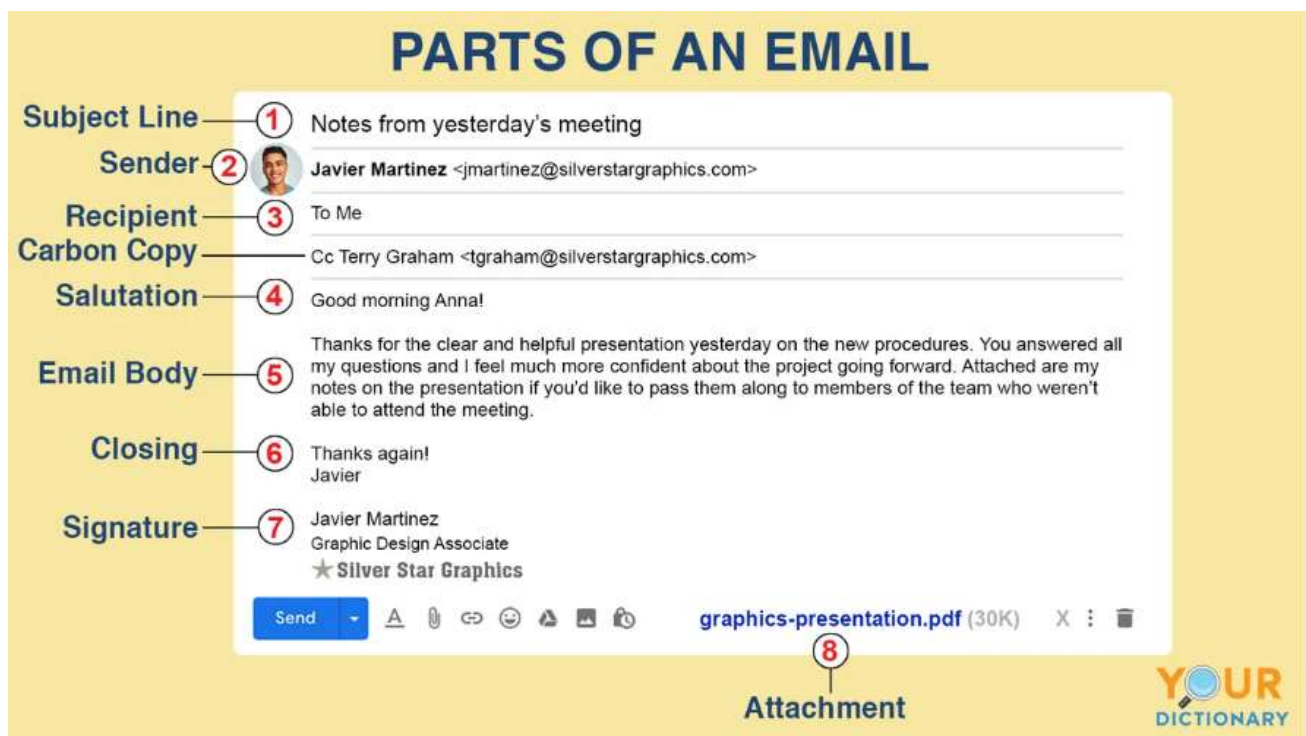 PARTS OF AN EMAIL
Subject Line
1
Notes from yesterday's meeting
Sender
2
Javier Martinez <jmartinez@silverstargraphics.com>
Recipient
3
To Me
Carbon Copy
Cc Terry Graham <tgraham@silverstargraphics.com>
Salutation
4
Good morning Anna!
Email Body
5
Thanks for the clear and helpful presentation yesterday on the new procedures. You answered all
my questions and I feel much more confident about the project going forward. Attached are my
notes on the presentation if you'd like to pass them along to members of the team who weren't
able to attend the meeting.
Closing
6
Thanks again!
Javier
Signature
7
Javier Martinez
Graphic Design Associate
Silver Star Graphics
Send
A
graphics-presentation.pdf (30K)
X
8
Attachment
YOUR
DICTIONARY